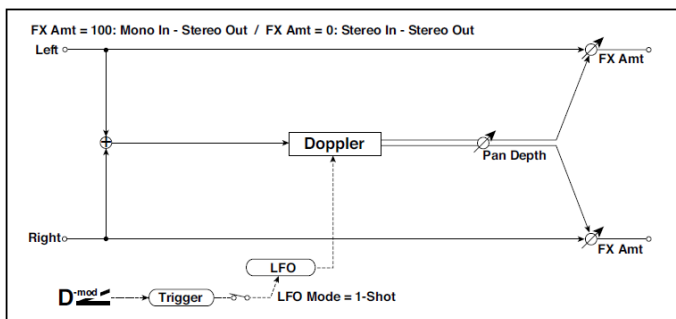 FX Amt = 100: Mono In - Stereo Out / FX Amt = 0: Stereo In - Stereo Out
Left
FX Amt
+
Doppler
Pan Depth
Right
FX Amt
LFO
D-mod
Trigger
LFO Mode = 1-Shot